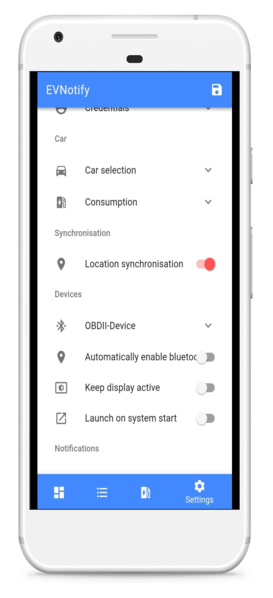 EVNotify
Credentials
Car
Car selection
Consumption
Synchronisation
Location synchronisation
Devices
OBDII-Device
Automatically enable bluetoo
Keep display active
Launch on system start
Notifications
Settings